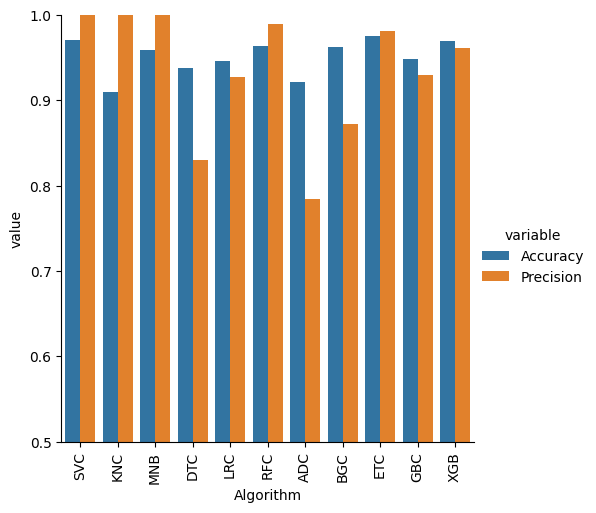 1.0
0.9
0.8
0.7
0.6
0.5
value
SVC
KNC
MNB
DTC
LRC
RFC
ADC
BGC
ETC
GBC
XGB
Algorithm
variable
Accuracy
Precision